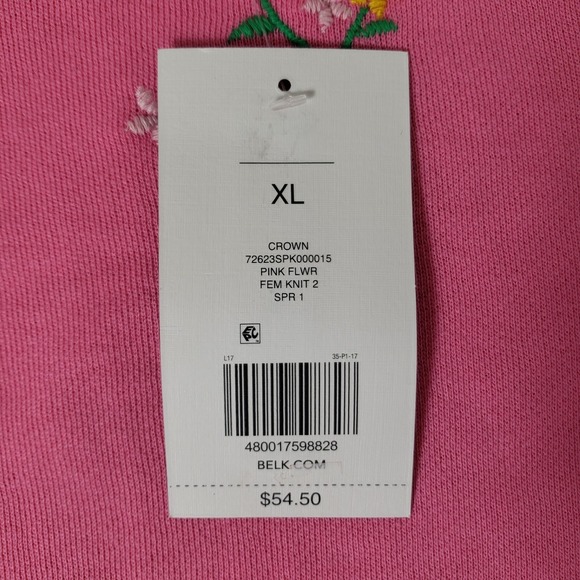 XL
CROWN
72623SPK000015
PINK FLWR
FEM KNIT 2
SPR 1
L17 35-P1-17
480017598828
BELK.COM
$54.50